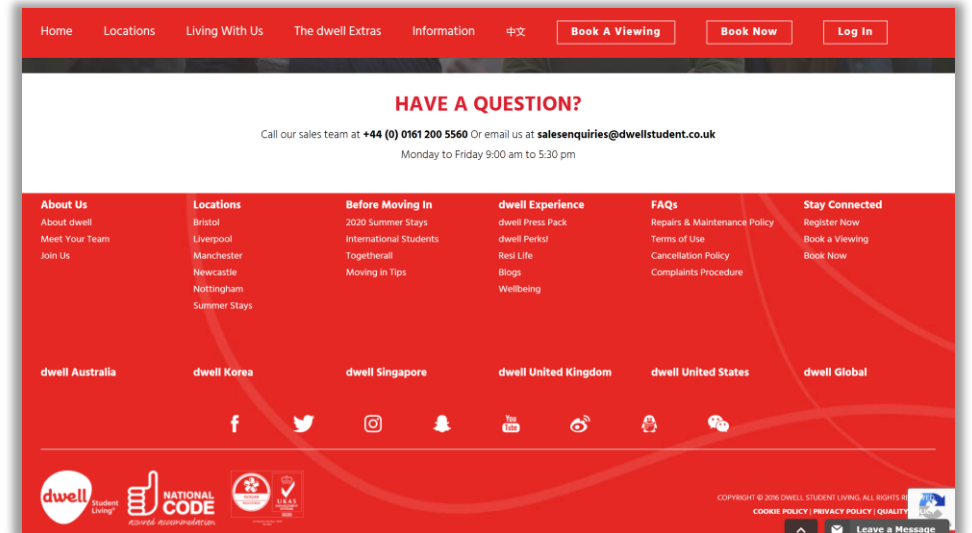 Home Locations Living With Us The dwell Extras Information 中文 Book A Viewing Book Now Log In
HAVE A QUESTION?
Call our sales team at +44 (0) 0161 200 5560 Or email us at salesenquiries@dwellstudent.co.uk
Monday to Friday 9:00 am to 5:30 pm
About Us
About dwell
Meet Your Team
Join Us
Locations
Bristol
Liverpool
Manchester
Newcastle
Nottingham
Summer Stays
Before Moving In
2020 Summer Stays
International Students
Togetherall
Moving in Tips
dwell Experience
dwell Press Pack
dwell Perks!
Resi Life
Blogs
Wellbeing
FAQs
Repairs & Maintenance Policy
Terms of Use
Cancellation Policy
Complaints Procedure
Stay Connected
Register Now
Book a Viewing
Book Now
dwell Australia dwell Korea dwell Singapore dwell United Kingdom dwell United States dwell Global
You
Tube
dwell Student
Living
NATIONAL
CODE
assured accommodation
UKAS
COPYRIGHT © 2016 DWELL STUDENT LIVING. ALL RIGHTS
COOKIE POLICY | PRIVACY POLICY | QUALITY
Leave a Message